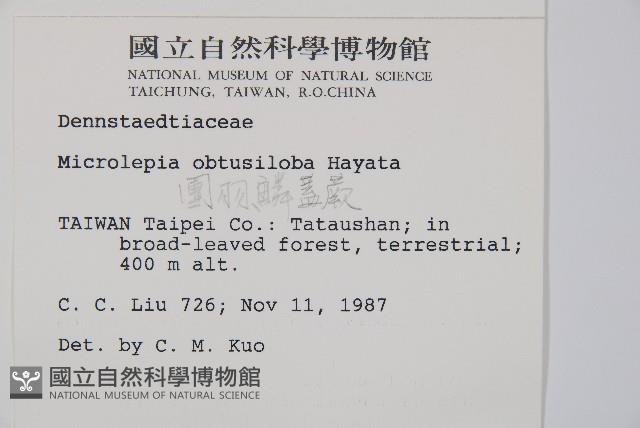 國立自然科學博物館
NATIONAL MUSEUM OF NATURAL SCIENCE
TAICHUNG, TAIWAN, R.O.CHINA
Dennstaedtiaceae
Microlepia obtusiloba Hayata
團羽鱗蓋蕨
TAIWAN Taipei Co.: Tataushan; in
broad-leaved forest, terrestrial;
400 m alt.
C. C. Liu 726; Nov 11, 1987
Det. by C. M. Kuo
國立自然科學博物館
NATIONAL MUSEUM OF NATURAL SCIENCE